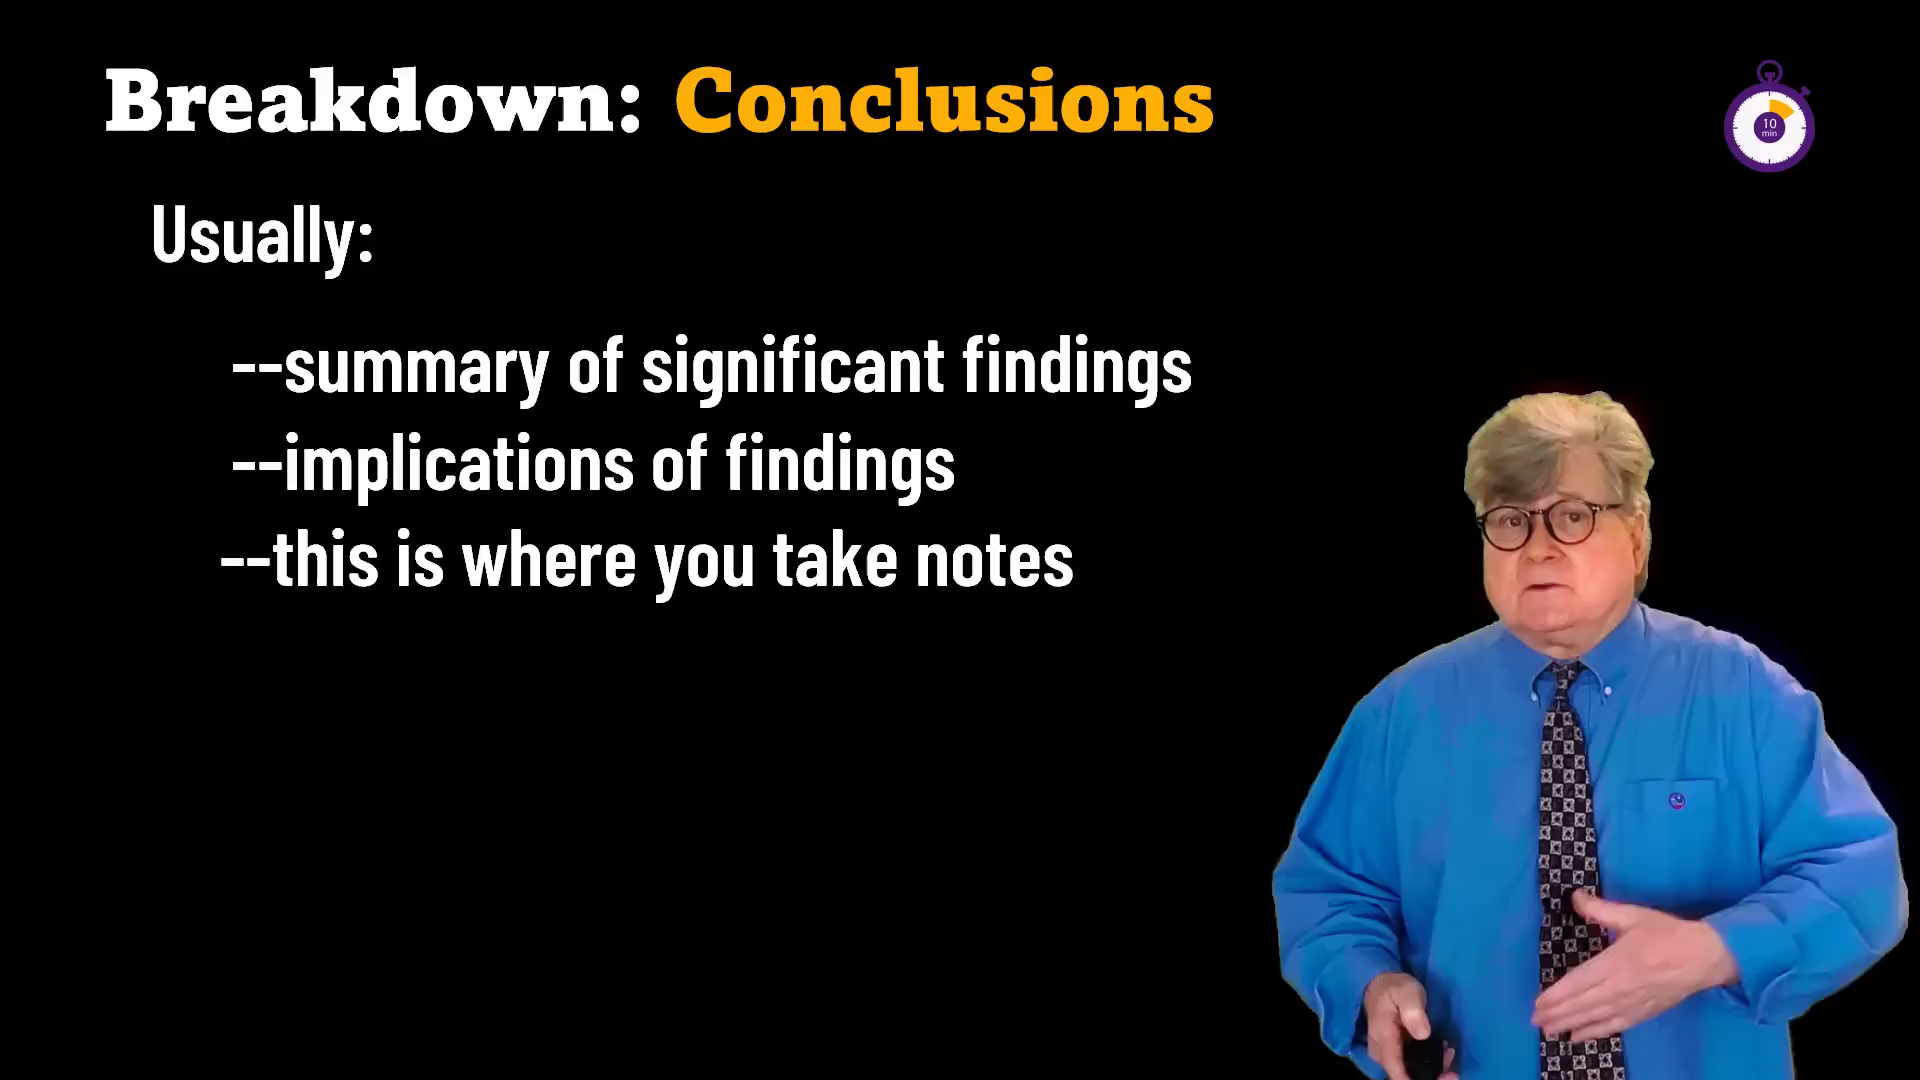 Breakdown: Conclusions
10
min
Usually:
--summary of significant findings
--implications of findings
--this is where you take notes